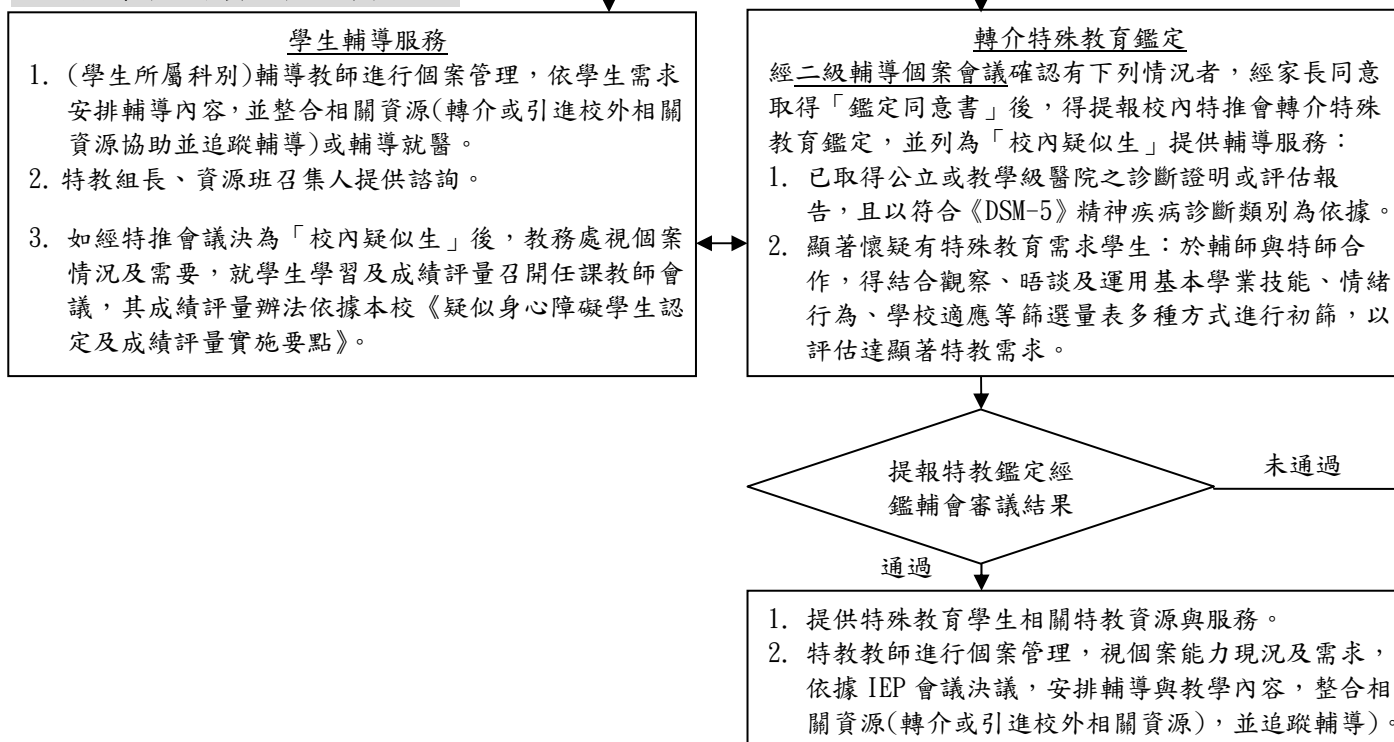 學生輔導服務
1. (學生所屬科別)輔導教師進行個案管理，依學生需求
安排輔導內容，並整合相關資源(轉介或引進校外相關
資源協助並追蹤輔導)或輔導就醫。
2. 特教組長、資源班召集人提供諮詢。
3. 如經特推會議決為「校內疑似生」後，教務處視個案
情況及需要，就學生學習及成績評量召開任課教師會
議，其成績評量辦法依據本校《疑似身心障礙學生認
定及成績評量實施要點》。
轉介特殊教育鑑定
經二級輔導個案會議確認有下列情況者，經家長同意
取得「鑑定同意書」後，得提報校內特推會轉介特殊
教育鑑定，並列為「校內疑似生」提供輔導服務：
1. 已取得公立或教學級醫院之診斷證明或評估報
告，且以符合《DSM-5》精神疾病診斷類別為依據。
2. 顯著懷疑有特殊教育需求學生：於輔師與特師合
作，得結合觀察、晤談及運用基本學業技能、情緒
行為、學校適應等篩選量表多種方式進行初篩，以
評估達顯著特教需求。
提報特教鑑定經
鑑輔會審議結果
未通過
通過
1. 提供特殊教育學生相關特教資源與服務。
2. 特教教師進行個案管理，視個案能力現況及需求，
依據 IEP 會議決議，安排輔導與教學內容，整合相
關資源(轉介或引進校外相關資源)，並追蹤輔導)。